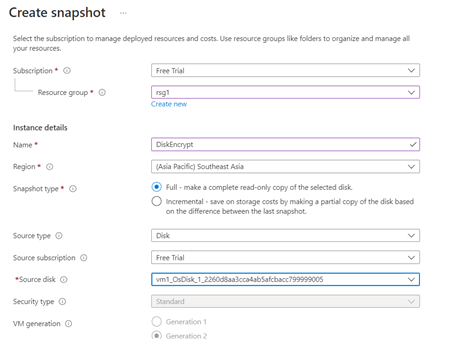 Create snapshot ...
Select the subscription to manage deployed resources and costs. Use resource groups like folders to organize and manage all
your resources.
Subscription * Free Trial
Resource group * rsg1
Create new
Instance details
Name * DiskEncrypt
Region * (Asia Pacific) Southeast Asia
Snapshot type * Full - make a complete read-only copy of the selected disk.
Incremental - save on storage costs by making a partial copy of the disk based
on the difference between the last snapshot.
Source type Disk
Source subscription Free Trial
*Source disk vm1_OsDisk_1_2260d8aa3cca4ab5afcbacc799999005
Security type Standard
VM generation Generation 1
Generation 2